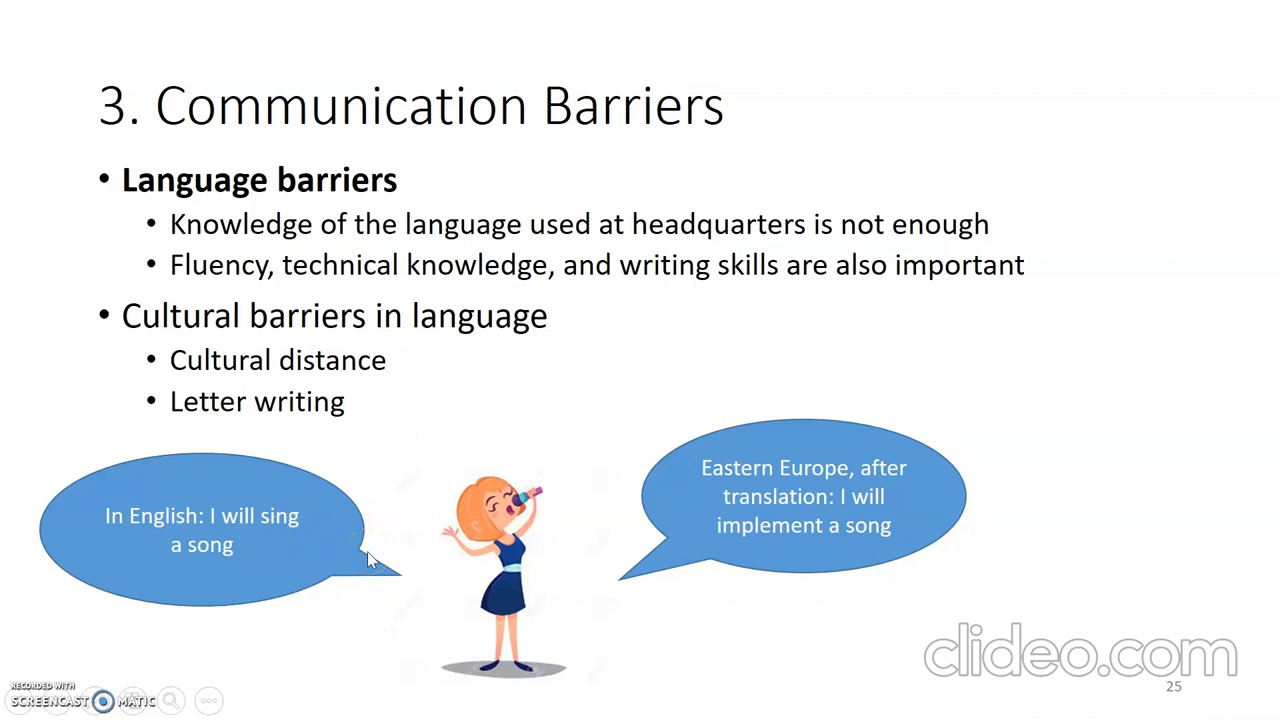 3. Communication Barriers
• Language barriers
• Knowledge of the language used at headquarters is not enough
• Fluency, technical knowledge, and writing skills are also important
• Cultural barriers in language
• Cultural distance
• Letter writing
In English: I will sing
a song
Eastern Europe, after
translation: I will
implement a song
clideo.com
25
RECORDED WITH
SCREENCAST MATIC